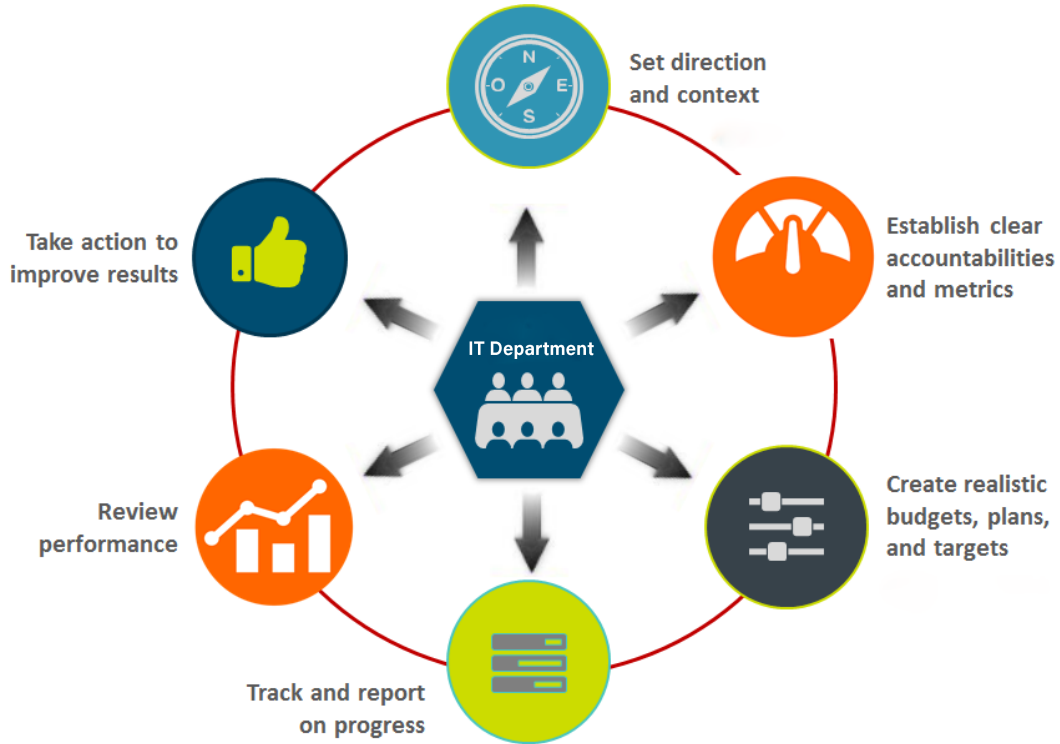 Set direction
and context
N
O
E
S
Establish clear
accountabilities
and metrics
Take action to
improve results
IT Department
Create realistic
budgets, plans,
and targets
Review
performance
Track and report
on progress